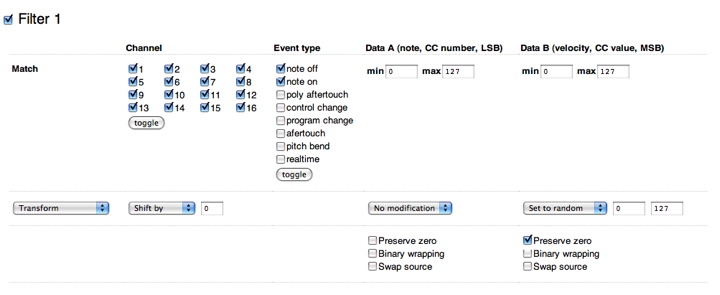 Filter 1
Channel Event type Data A (note, CC number, LSB) Data B (velocity, CC value, MSB)
Match 1 2 3 4 note off min 0 max 127 min 0 max 127
5 6 7 8 note on
9 10 11 12 poly aftertouch
13 14 15 16 control change
toggle program change
afertouch
pitch bend
realtime
toggle
Transform Shift by 0 No modification Set to random 0 127
Preserve zero Preserve zero
Binary wrapping Binary wrapping
Swap source Swap source